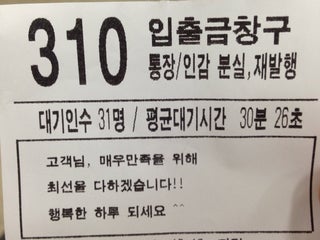 310 입출금창구
통장/인감 분실,재발행
대기인수 31명 / 평균대기시간 30분 26초
고객님, 매우만족을 위해
최선을 다하겠습니다!!
행복한 하루 되세요 ^^